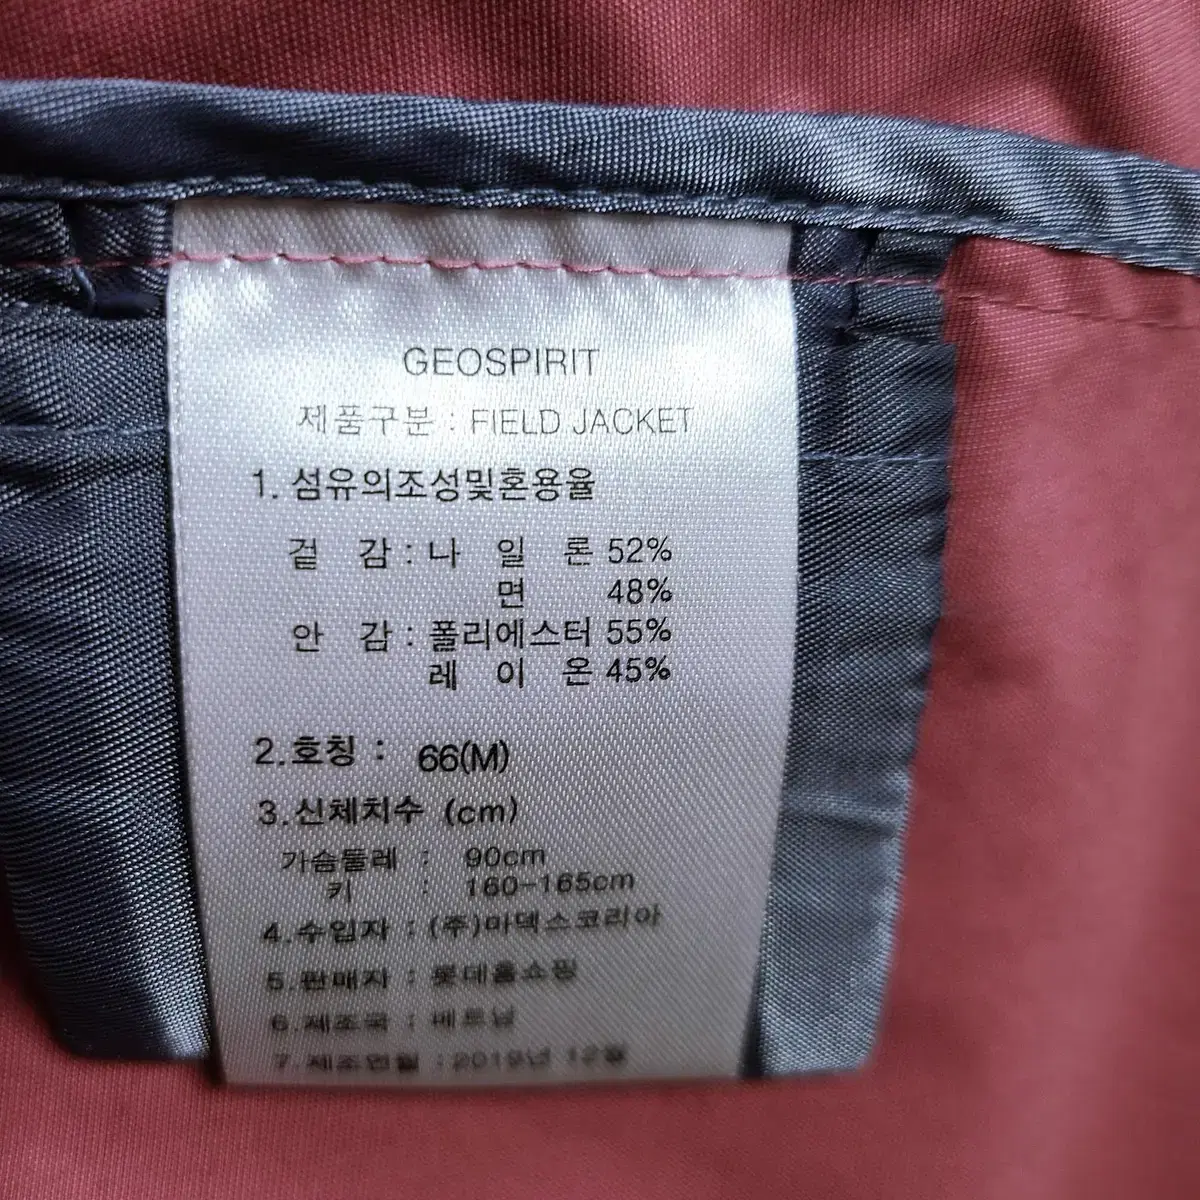 GEOSPIRIT
제품구분 : FIELD JACKET
1. 섬유의조성및혼용율
겉 감 : 나 일 론 52%
면 48%
안 감 : 폴리에스터 55%
레 이 온 45%
2.호칭 : 66(M)
3.신체치수 (cm)
가슴둘레 : 90cm
키 : 160-165cm
4.수입자 : (주)마덱스코리아
5.판매자 : 롯데홈쇼핑
6.제조국 : 베트남
7.제조연월 : 2019년 12월